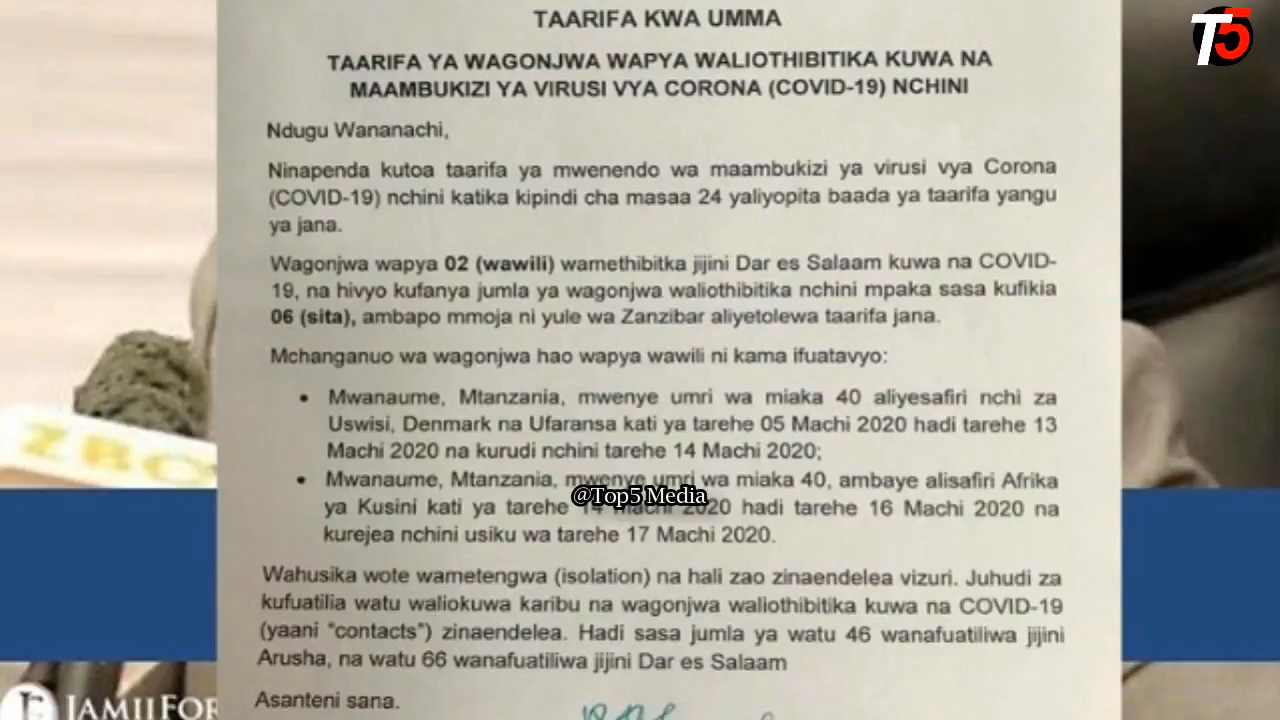 TAARIFA KWA UMMA
T5
TAARIFA YA WAGONJWA WAPYA WALIOTHIBITIKA KUWA NA
MAAMBUKIZI YA VIRUSI VYA CORONA (COVID-19) NCHINI
Ndugu Wananachi,
Ninapenda kutoa taarifa ya mwenendo wa maambukizi ya virusi vya Corona
(COVID-19) nchini katika kipindi cha masaa 24 yaliyopita baada ya taarifa yangu
ya jana.
Wagonjwa wapya 02 (wawili) wamethibitka jijini Dar es Salaam kuwa na COVID-
19, na hivyo kufanya jumla ya wagonjwa waliothibitika nchini mpaka sasa kufikia
06 (sita), ambapo mmoja ni yule wa Zanzibar aliyetolewa taarifa jana.
Mchanganuo wa wagonjwa hao wapya wawili ni kama ifuatavyo:
• Mwanaume, Mtanzania, mwenye umri wa miaka 40 aliyesafiri nchi za
Uswisi, Denmark na Ufaransa kati ya tarehe 05 Machi 2020 hadi tarehe 13
Machi 2020 na kurudi nchini tarehe 14 Machi 2020;
• Mwanaume, Mtanzania, mwenye umri wa miaka 40, ambaye alisafiri Afrika
@Top5 Media
ya Kusini kati ya tarehe 14 Machi 2020 hadi tarehe 16 Machi 2020 na
kurejea nchini usiku wa tarehe 17 Machi 2020.
Wahusika wote wametengwa (isolation) na hali zao zinaendelea vizuri. Juhudi za
kufuatilia watu waliokuwa karibu na wagonjwa waliothibitika kuwa na COVID-19
(yaani "contacts") zinaendelea. Hadi sasa jumla ya watu 46 wanafuatiliwa jijini
Arusha, na watu 66 wanafuatiliwa jijini Dar es Salaam
Asanteni sana.
JAMIIFOR